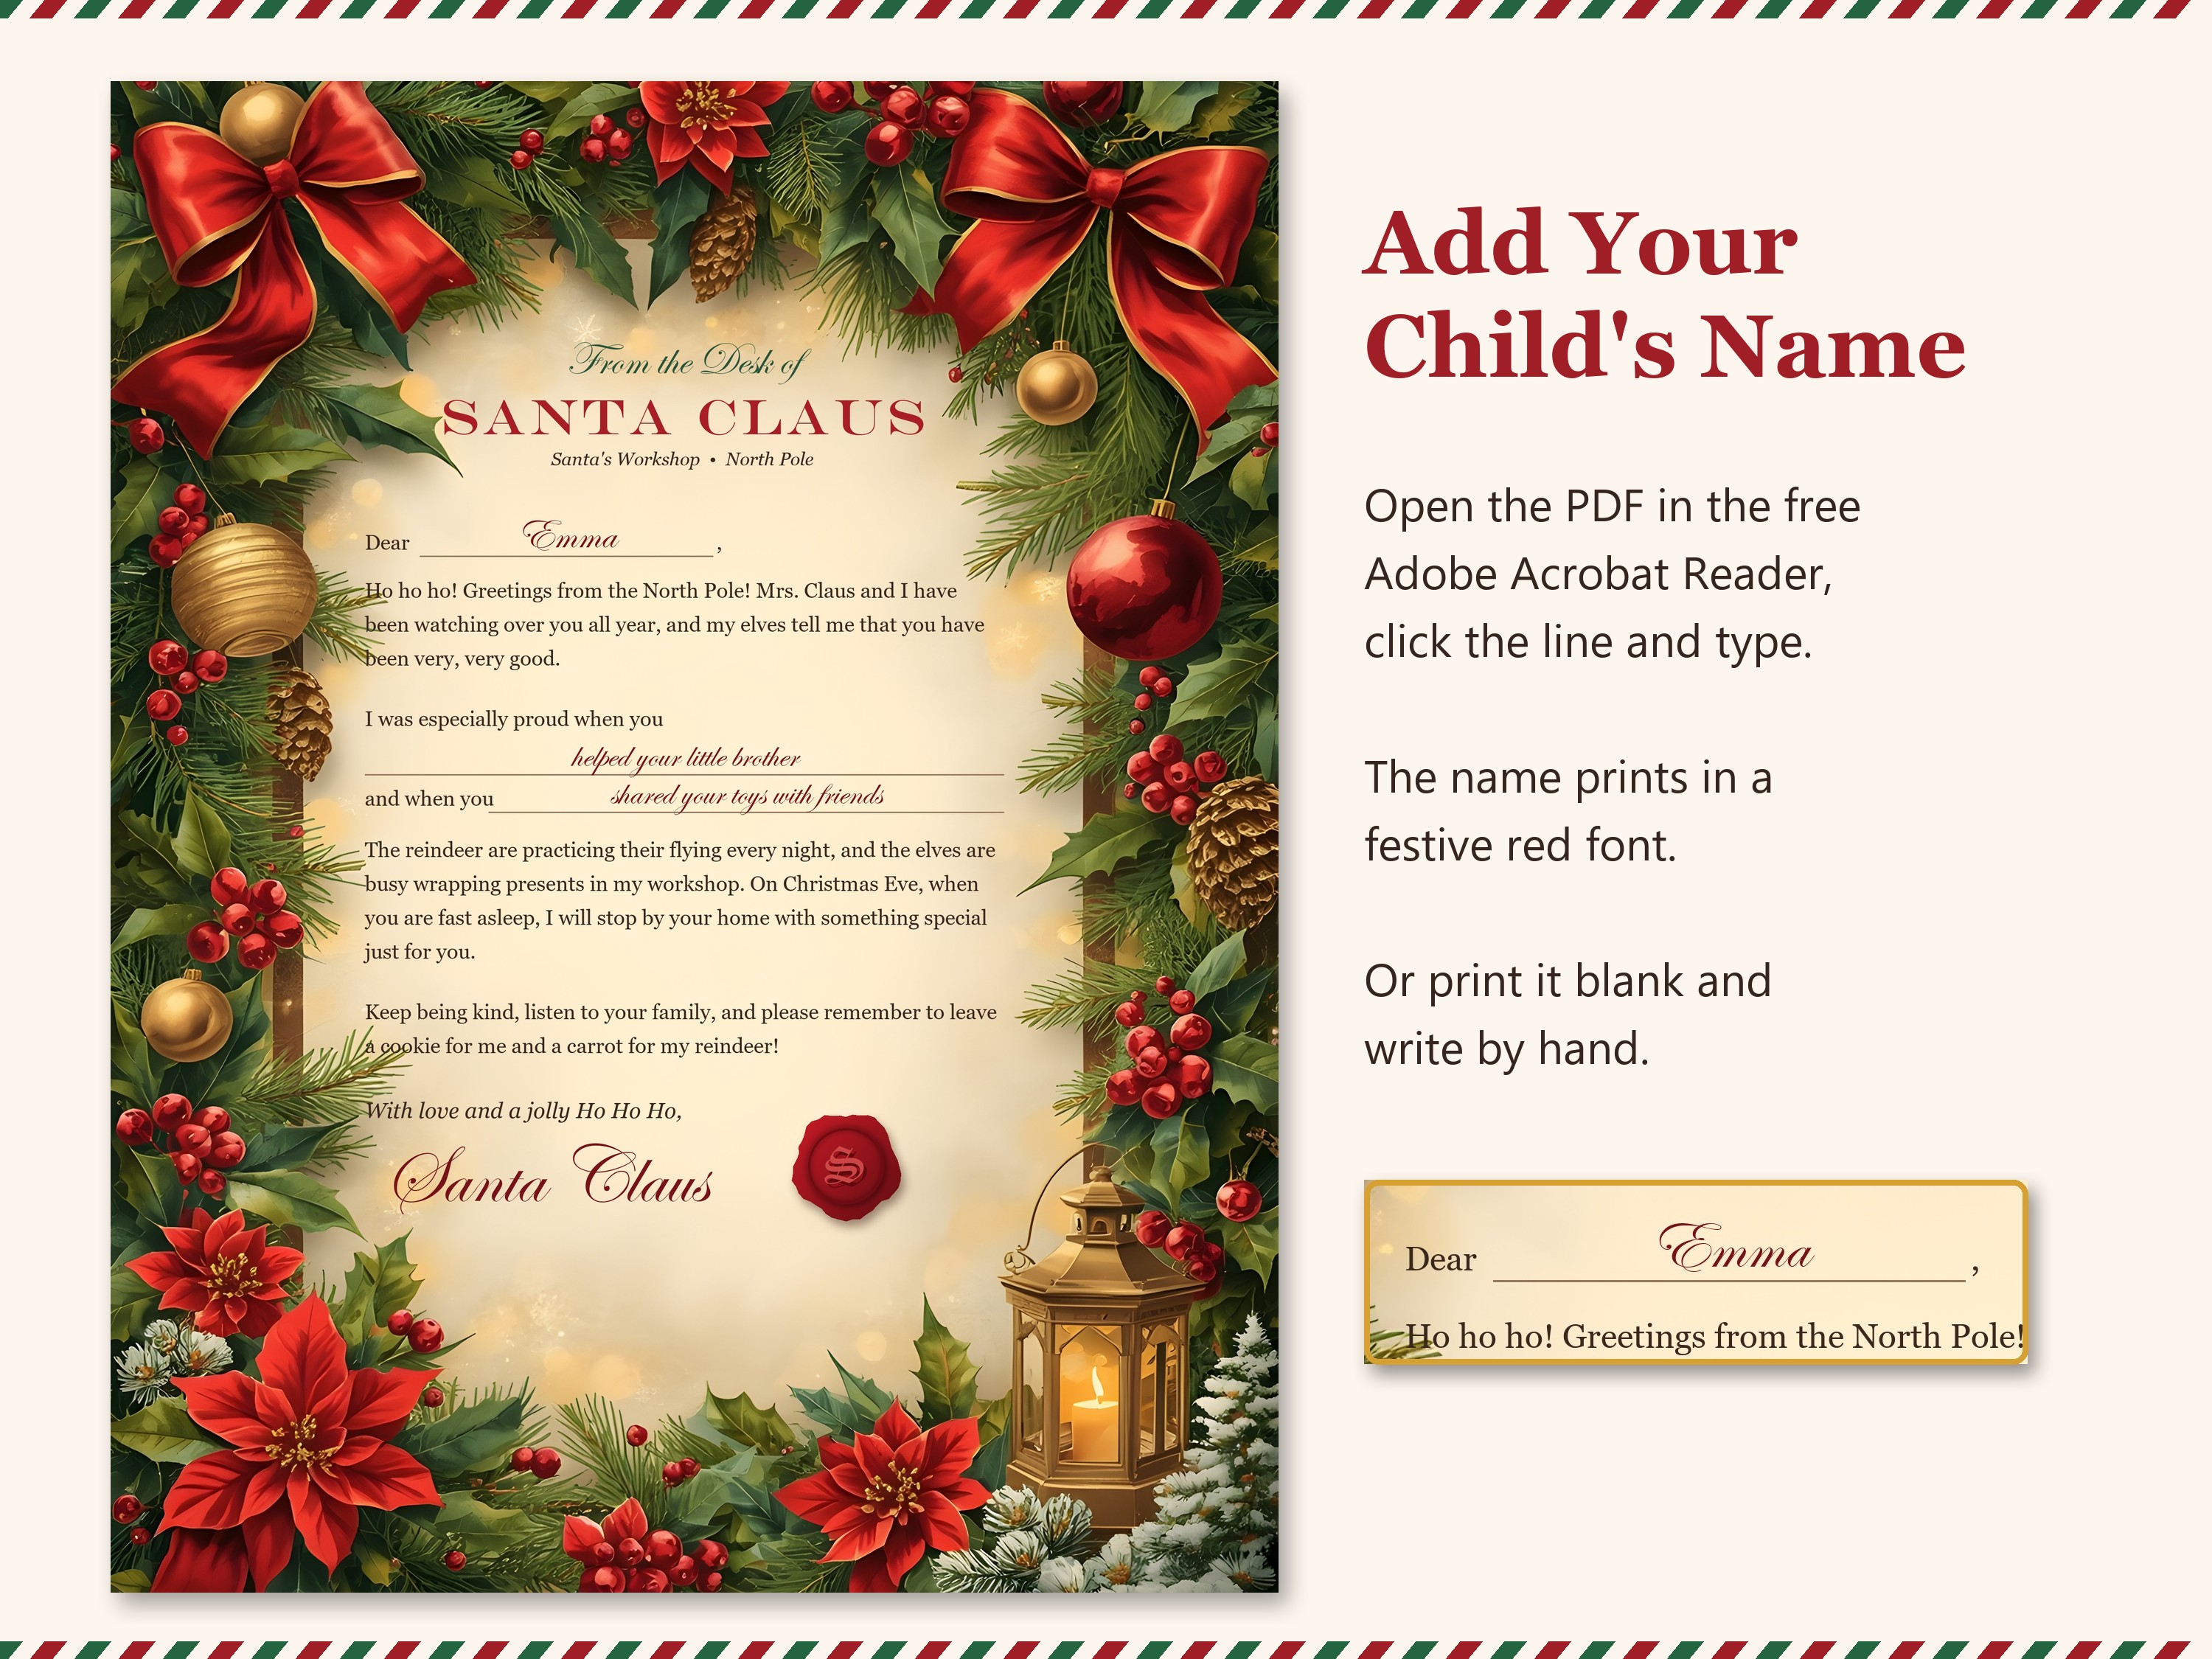 From the Desk of
SANTA CLAUS
Santa's Workshop • North Pole
Dear Emma,
Ho ho ho! Greetings from the North Pole! Mrs. Claus and I have
been watching over you all year, and my elves tell me that you have
been very, very good.
I was especially proud when you
helped your little brother
and when you shared your toys with friends
The reindeer are practicing their flying every night, and the elves are
busy wrapping presents in my workshop. On Christmas Eve, when
you are fast asleep, I will stop by your home with something special
just for you.
Keep being kind, listen to your family, and please remember to leave
a cookie for me and a carrot for my reindeer!
With love and a jolly Ho Ho Ho,
Santa Claus
S
Add Your
Child's Name
Open the PDF in the free
Adobe Acrobat Reader,
click the line and type.
The name prints in a
festive red font.
Or print it blank and
write by hand.
Dear Emma,
Ho ho ho! Greetings from the North Pole!